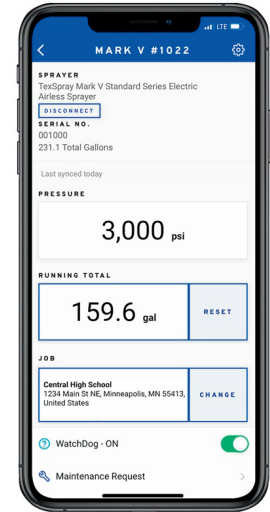 LTE
MARK V #1022
SPRAYER
TexSpray Mark V Standard Series Electric
Airless Sprayer
DISCONNECT
SERIAL NO.
001000
231.1 Total Gallons
Last synced today
PRESSURE
3,000 psi
RUNNING TOTAL
159.6 gal
RESET
JOB
Central High School
1234 Main St NE, Minneapolis, MN 55413,
United States
CHANGE
WatchDog - ON
Maintenance Request